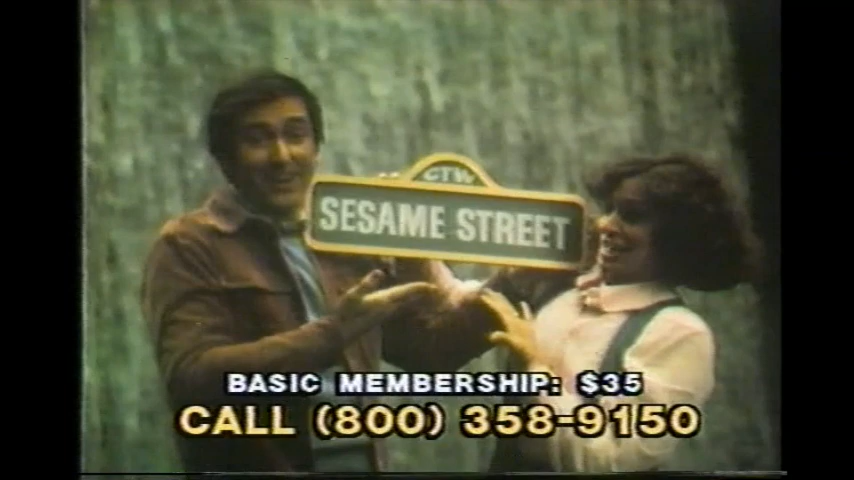 CTW
SESAME STREET
BASIC MEMBERSHIP: $35
CALL (800) 358-9150